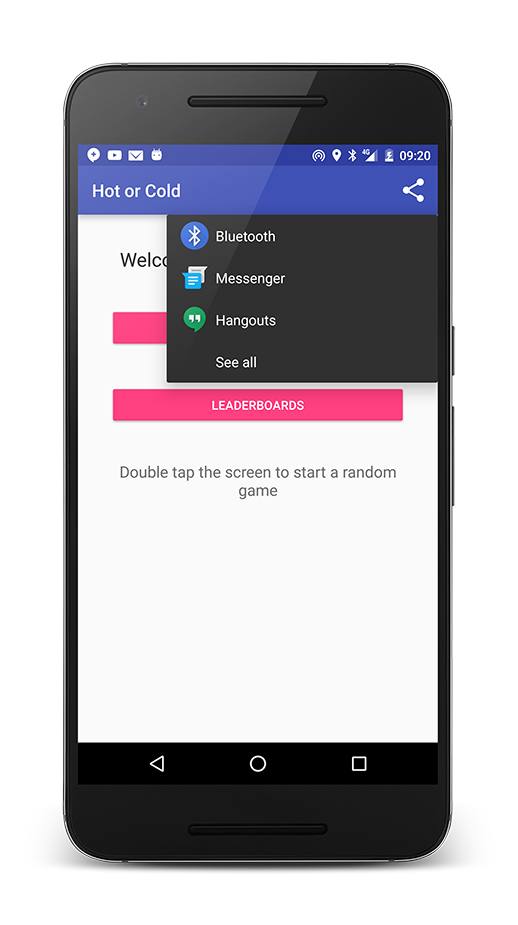 4G 09:20
Hot or Cold
Bluetooth
Messenger
Hangouts
See all
LEADERBOARDS
Double tap the screen to start a random
game